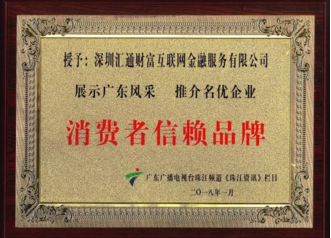 授予：深圳汇通财富互联网金融服务有限公司
展示广东风采 推介名优企业
消费者信赖品牌
广东广播电视台珠江频道《珠江资讯》栏目
二〇一八年一月